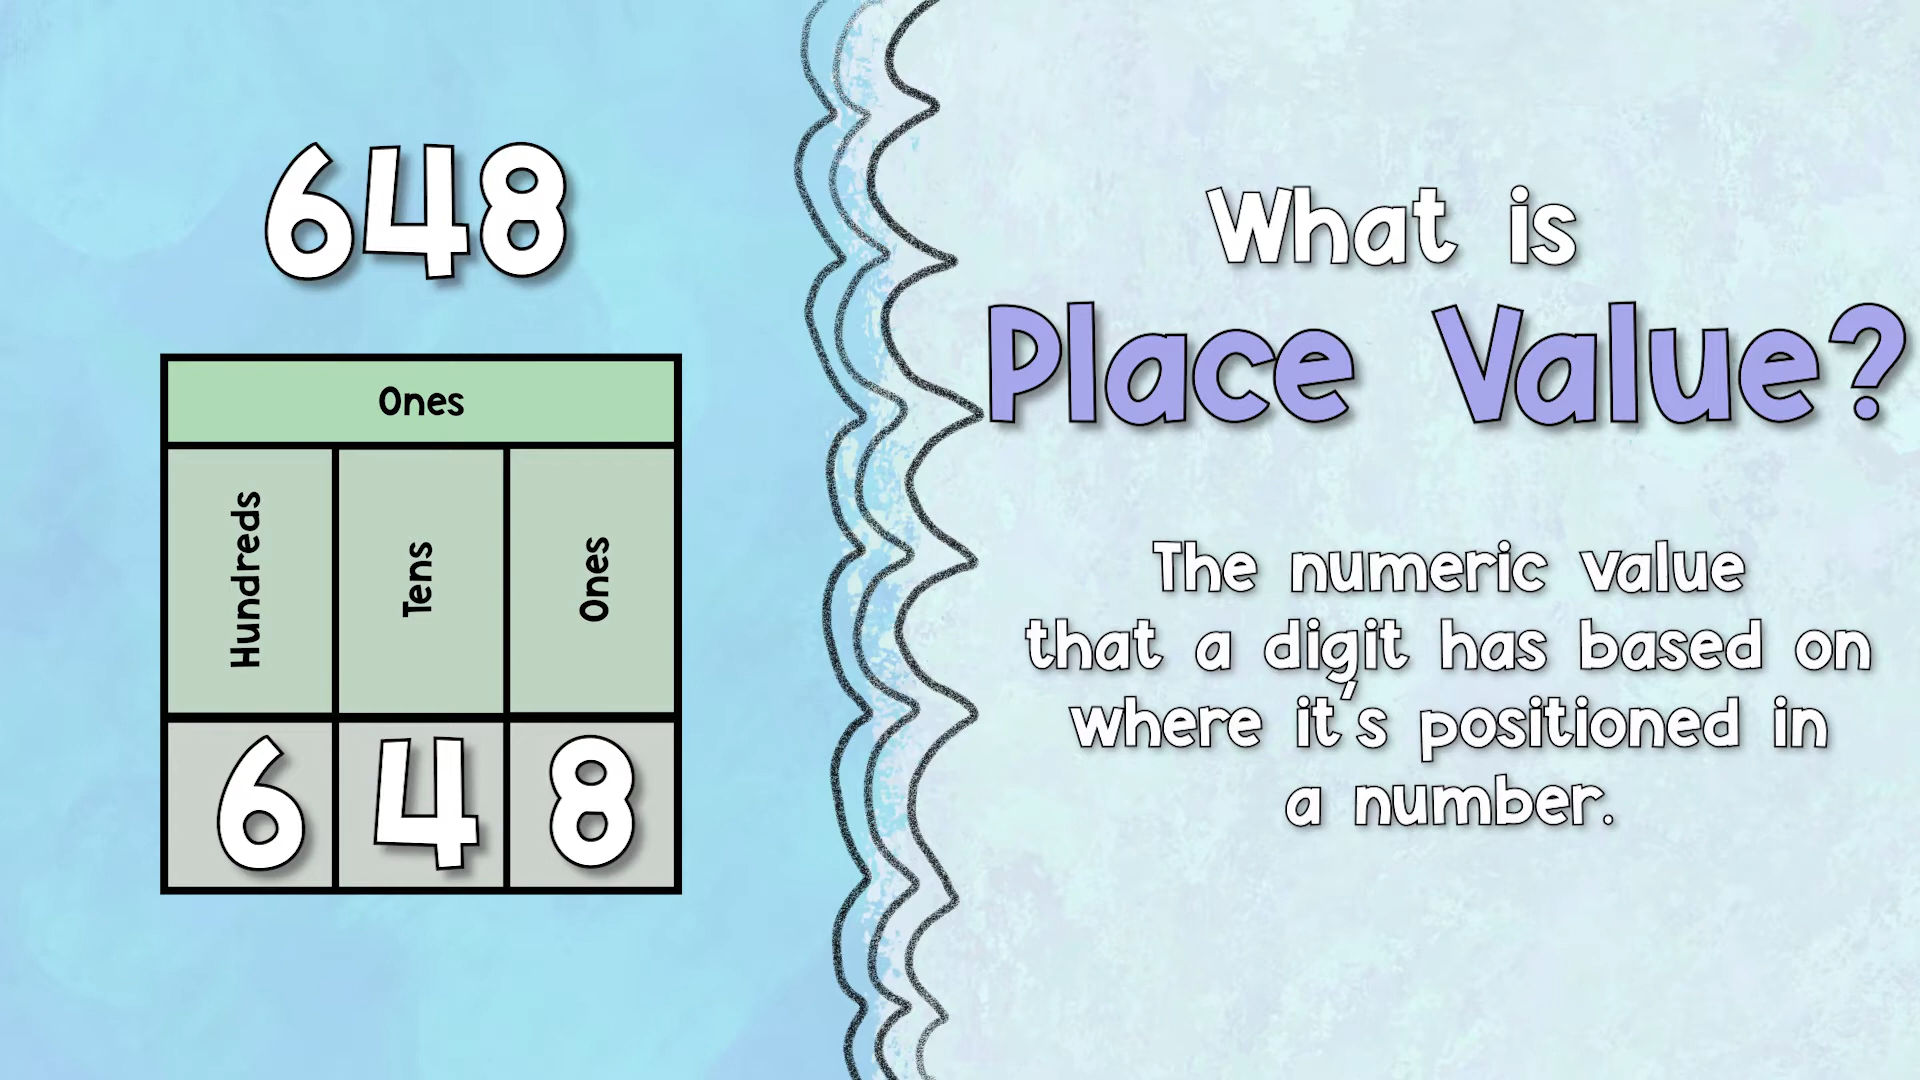 648
Ones
Hundreds Tens Ones
6 4 8
What is
Place Value?
The numeric value
that a digit has based on
where it's positioned in
a number.